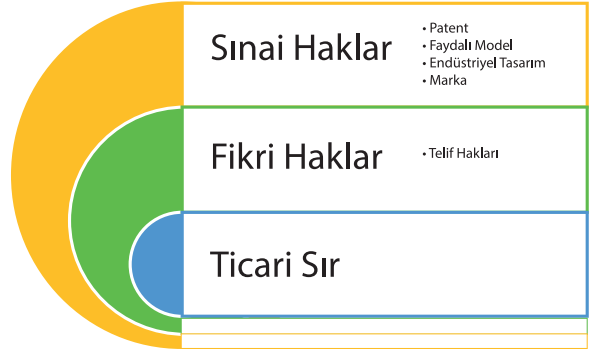 Sınai Haklar
• Patent
• Faydalı Model
• Endüstriyel Tasarım
• Marka
Fikri Haklar
• Telif Hakları
Ticari Sır